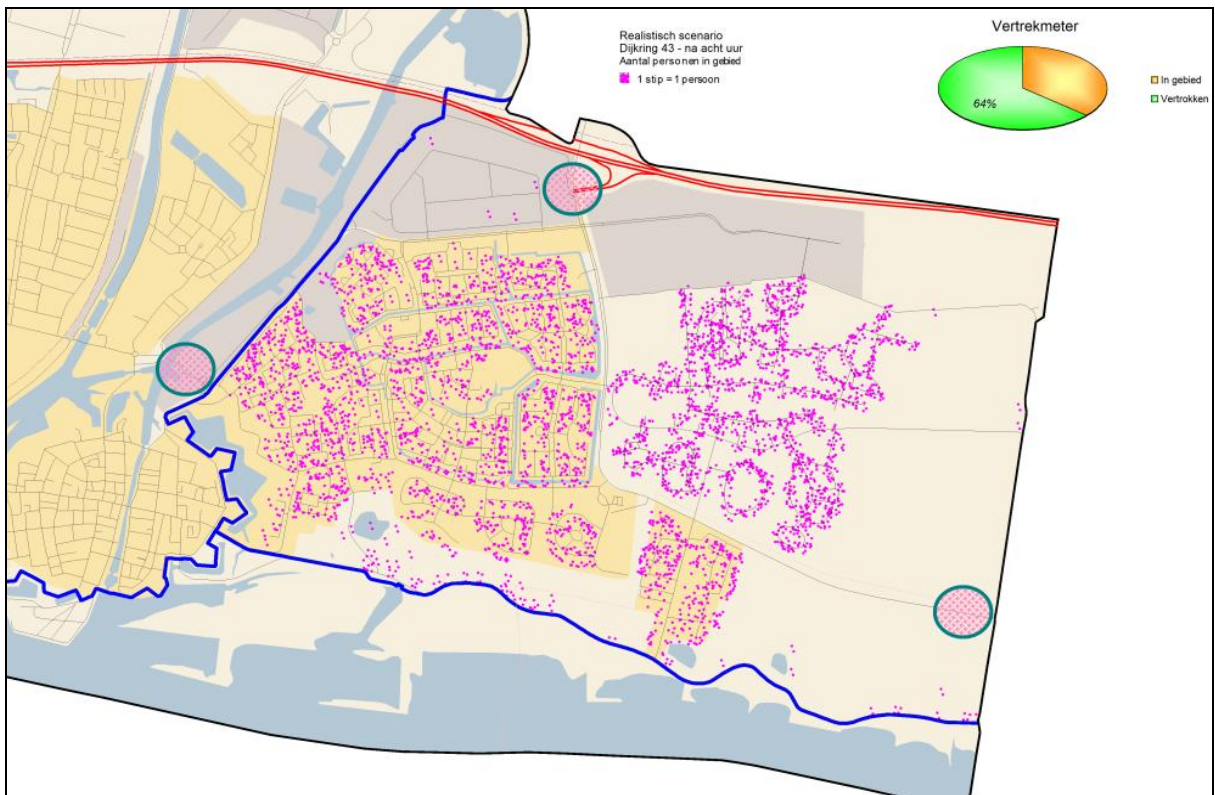 Realistisch scenario
Dijkring 43 - na acht uur
Aantal personen in gebied
1 stip = 1 persoon
Vertrekmeter
64%
In gebied
Vertrokken